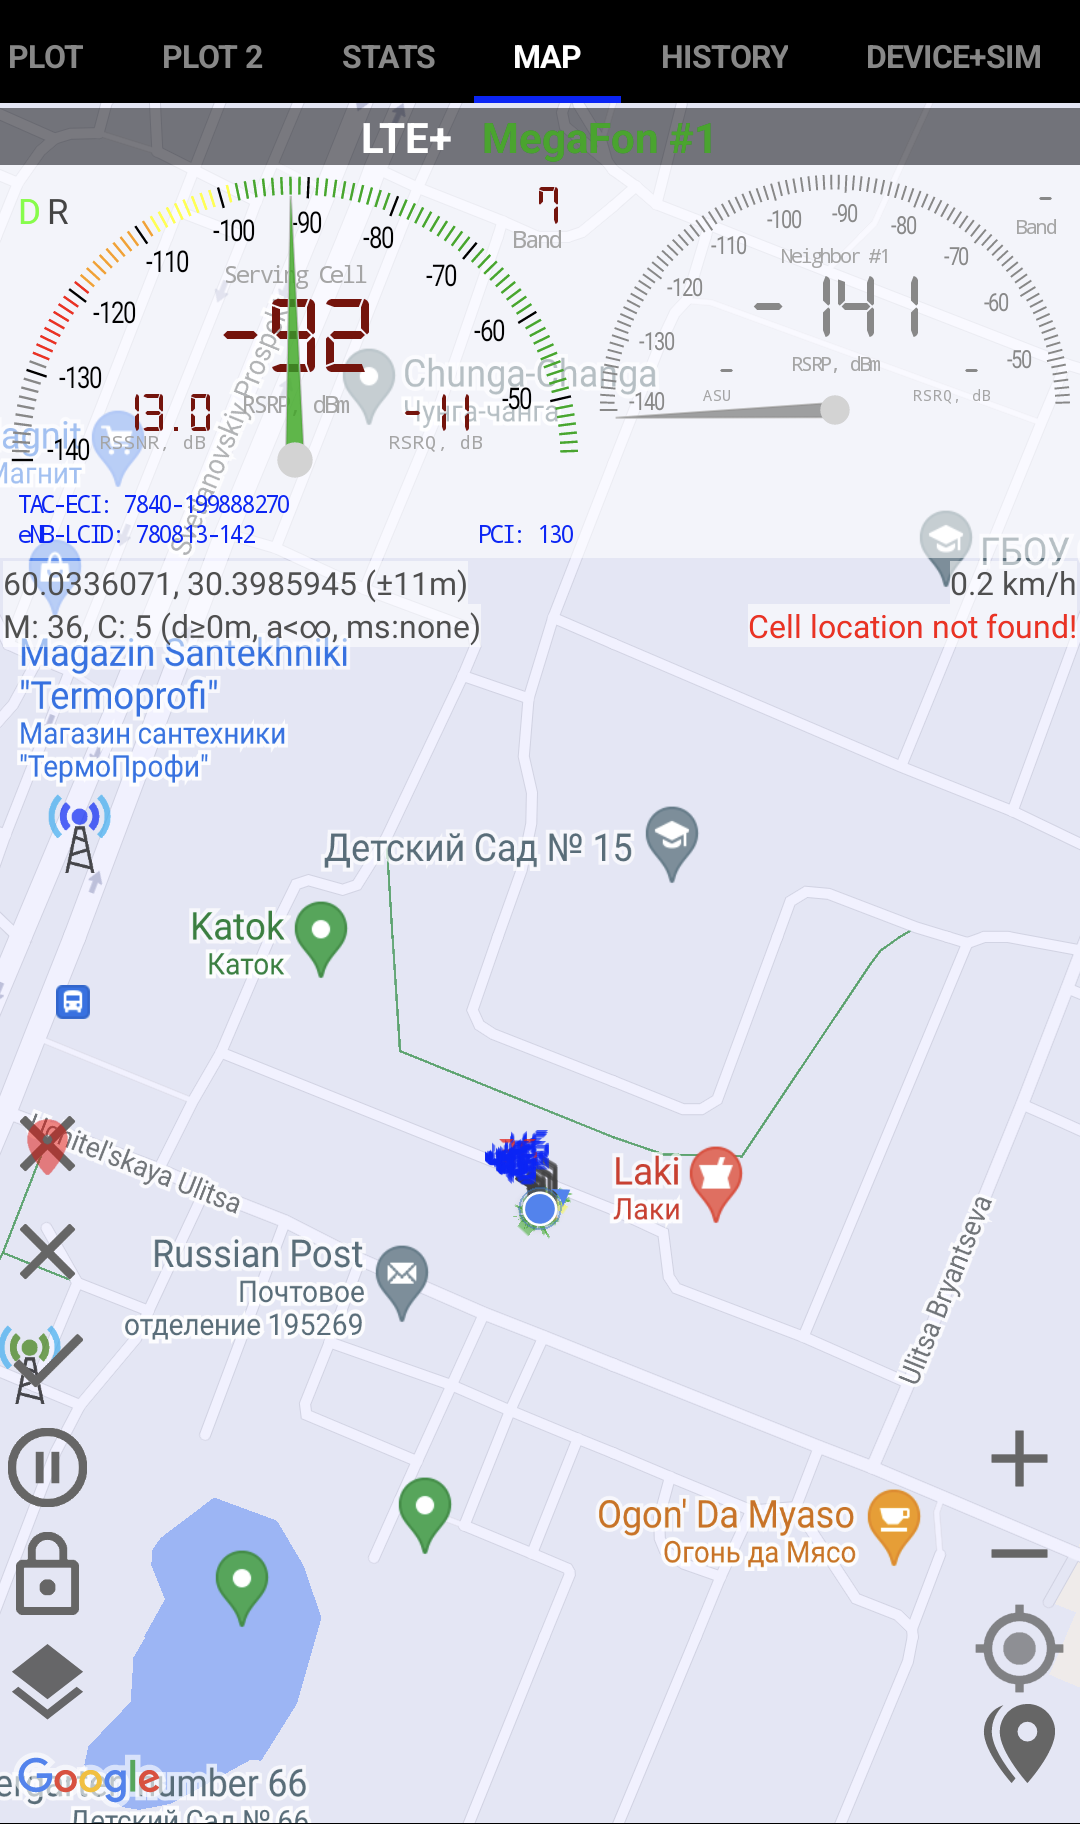 PLOT PLOT 2 STATS MAP HISTORY DEVICE+SIM
LTE+ MegaFon #1
D R
-140 -130 -120 -110 -100 -90 -80 -70 -60 -50
Serving Cell
-92
RSRP, dBm
13.0
RSSNR, dB
-11
RSRQ, dB
7
Band
-140 -130 -120 -110 -100 -90 -80 -70 -60 -50
Neighbor #1
-141
RSRP, dBm
-
ASU
-
RSRQ, dB
-
Band
TAC-ECI: 7840-199888270
eNB-LCID: 780813-142 PCI: 130
Chunga-Changa
Чунга-чанга
agnit
Магнит
Svetlanovskiy Prospekt
ГБОУ
60.0336071, 30.3985945 (±11m) 0.2 km/h
M: 36, C: 5 (d≥0m, a<∞, ms:none) Cell location not found!
Magazin Santekhniki
"Termoprofi"
Магазин сантехники
"ТермоПрофи"
Детский Сад № 15
Katok
Каток
Uchitel'skaya Ulitsa
Laki
Лаки
Russian Post
Почтовое
отделение 195269
Ulitsa Bryantseva
Ogon' Da Myaso
Огонь да Мясо
Google
number 66
Детский Сад № 66